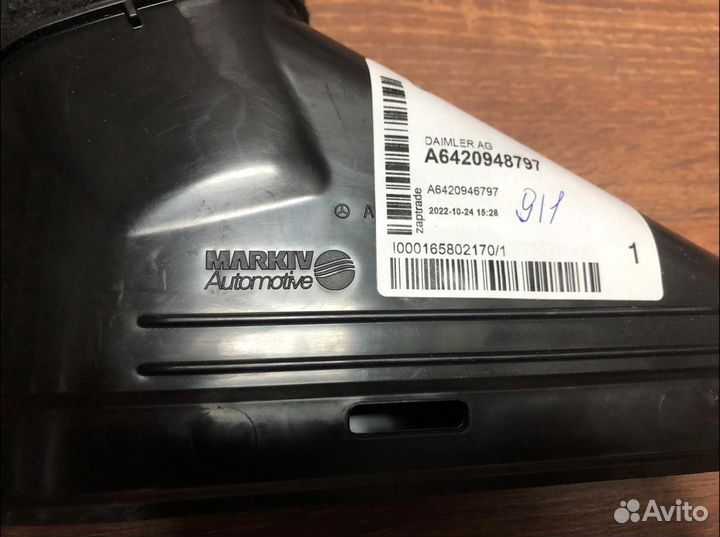 DAIMLER AG
A6420948797
A6420946797
2022-10-24 15:28
911
zaptrade
I000165802170/1
1
A
MARKIV
Automotive
Avito